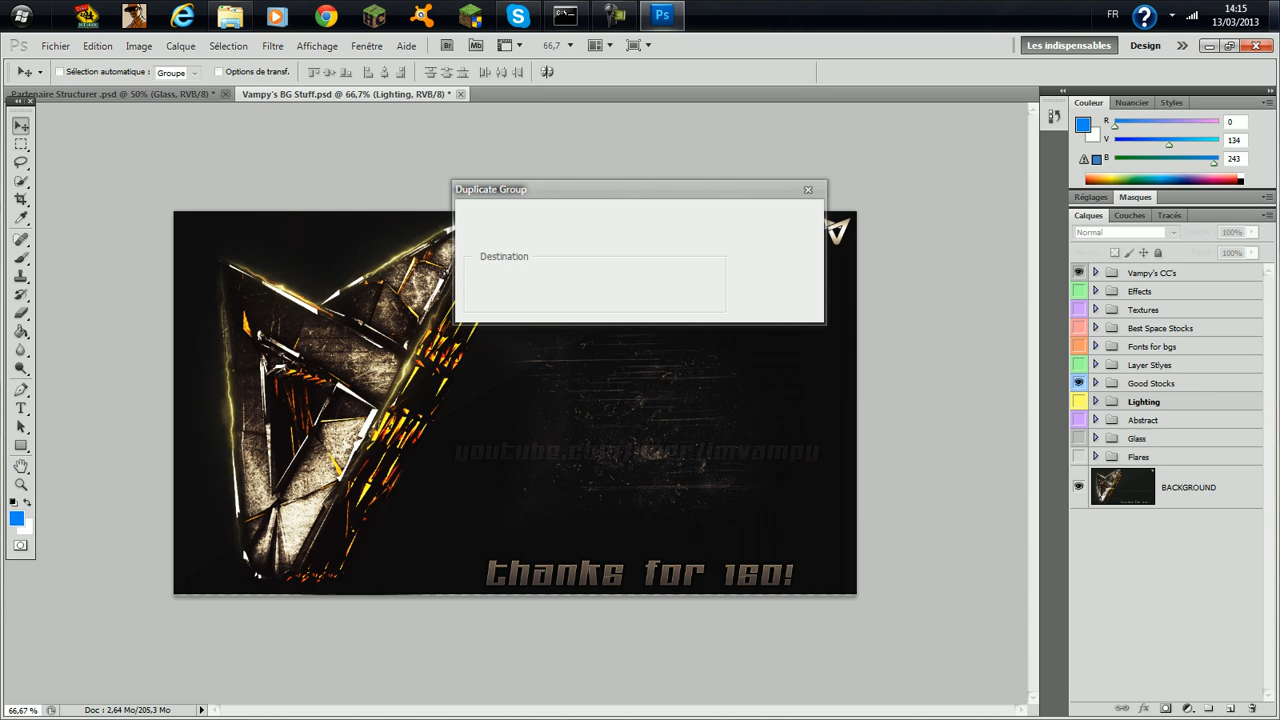 FR
14:15
13/03/2013
Ps
Fichier Edition Image Calque Sélection Filtre Affichage Fenêtre Aide
Br Mb 66,7
Les indispensables Design
Sélection automatique : Groupe Options de transf.
Partenaire Structurer .psd @ 50% (Glass, RVB/8) *
Vampy's BG Stuff.psd @ 66,7% (Lighting, RVB/8) *
Couleur Nuancier Styles
R 0
V 134
B 243
Réglages Masques
Calques Couches Tracés
Normal 100%
100%
Vampy's CC's
Effects
Textures
Best Space Stocks
Fonts for bgs
Layer Stlyes
Good Stocks
Lighting
Abstract
Glass
Flares
BACKGROUND
Duplicate Group
Destination
thanks for 160!
66,67 % Doc : 2,64 Mo/205,3 Mo